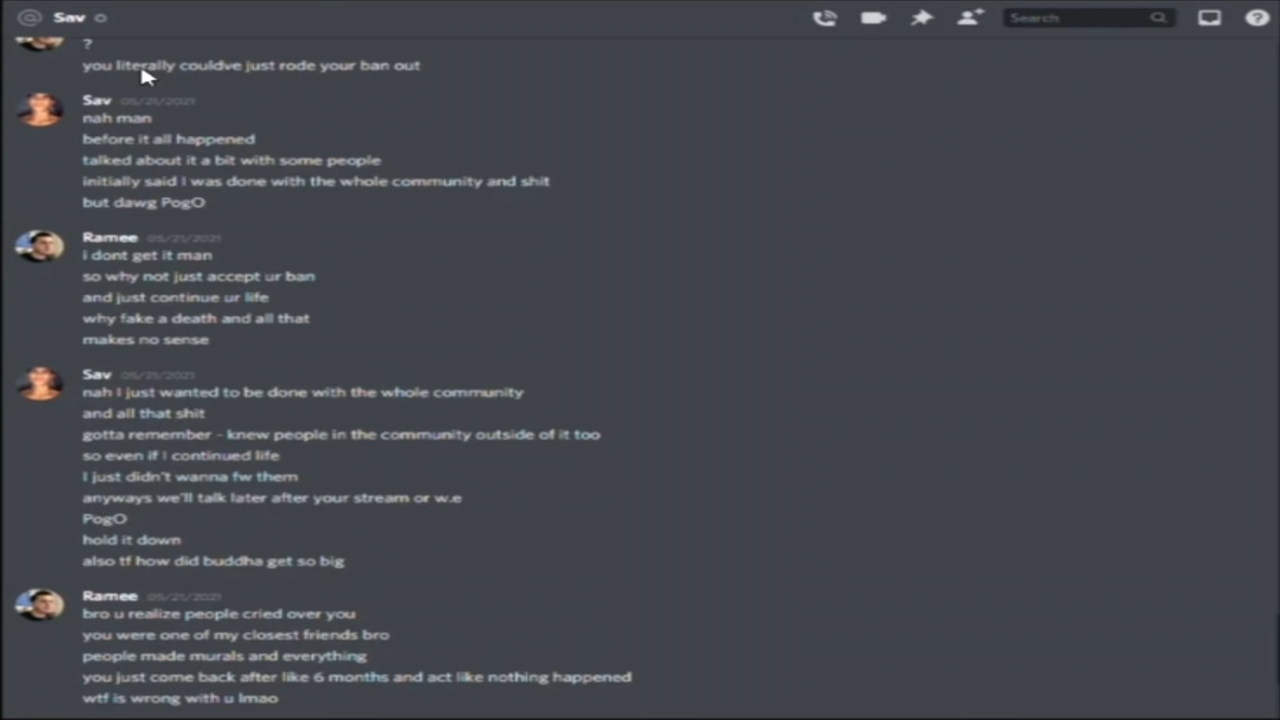 Sav
Search
?
you literally couldve just rode your ban out
Sav 05/21/2021
nah man
before it all happened
talked about it a bit with some people
initially said I was done with the whole community and shit
but dawg PogO
Ramee 05/21/2021
i dont get it man
so why not just accept ur ban
and just continue ur life
why fake a death and all that
makes no sense
Sav 05/21/2021
nah I just wanted to be done with the whole community
and all that shit
gotta remember - knew people in the community outside of it too
so even if I continued life
I just didn't wanna fw them
anyways we'll talk later after your stream or w.e
PogO
hold it down
also tf how did buddha get so big
Ramee 05/21/2021
bro u realize people cried over you
you were one of my closest friends bro
people made murals and everything
you just come back after like 6 months and act like nothing happened
wtf is wrong with u lmao